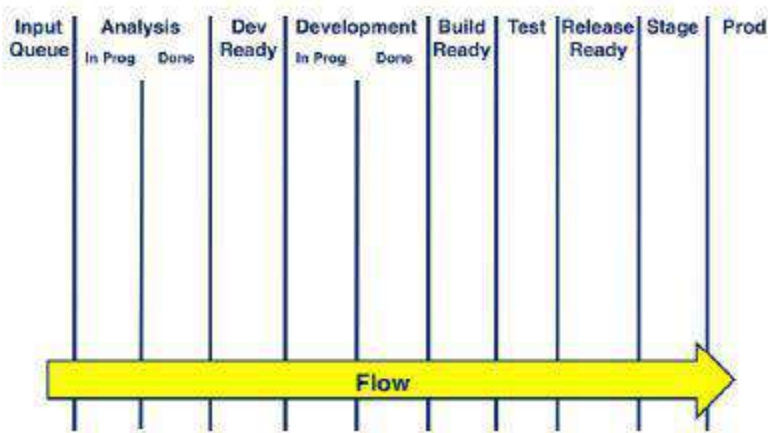 Input Queue
Analysis
In Prog
Done
Dev Ready
Development
In Prog
Done
Build Ready
Test
Release Ready
Stage
Prod
Flow